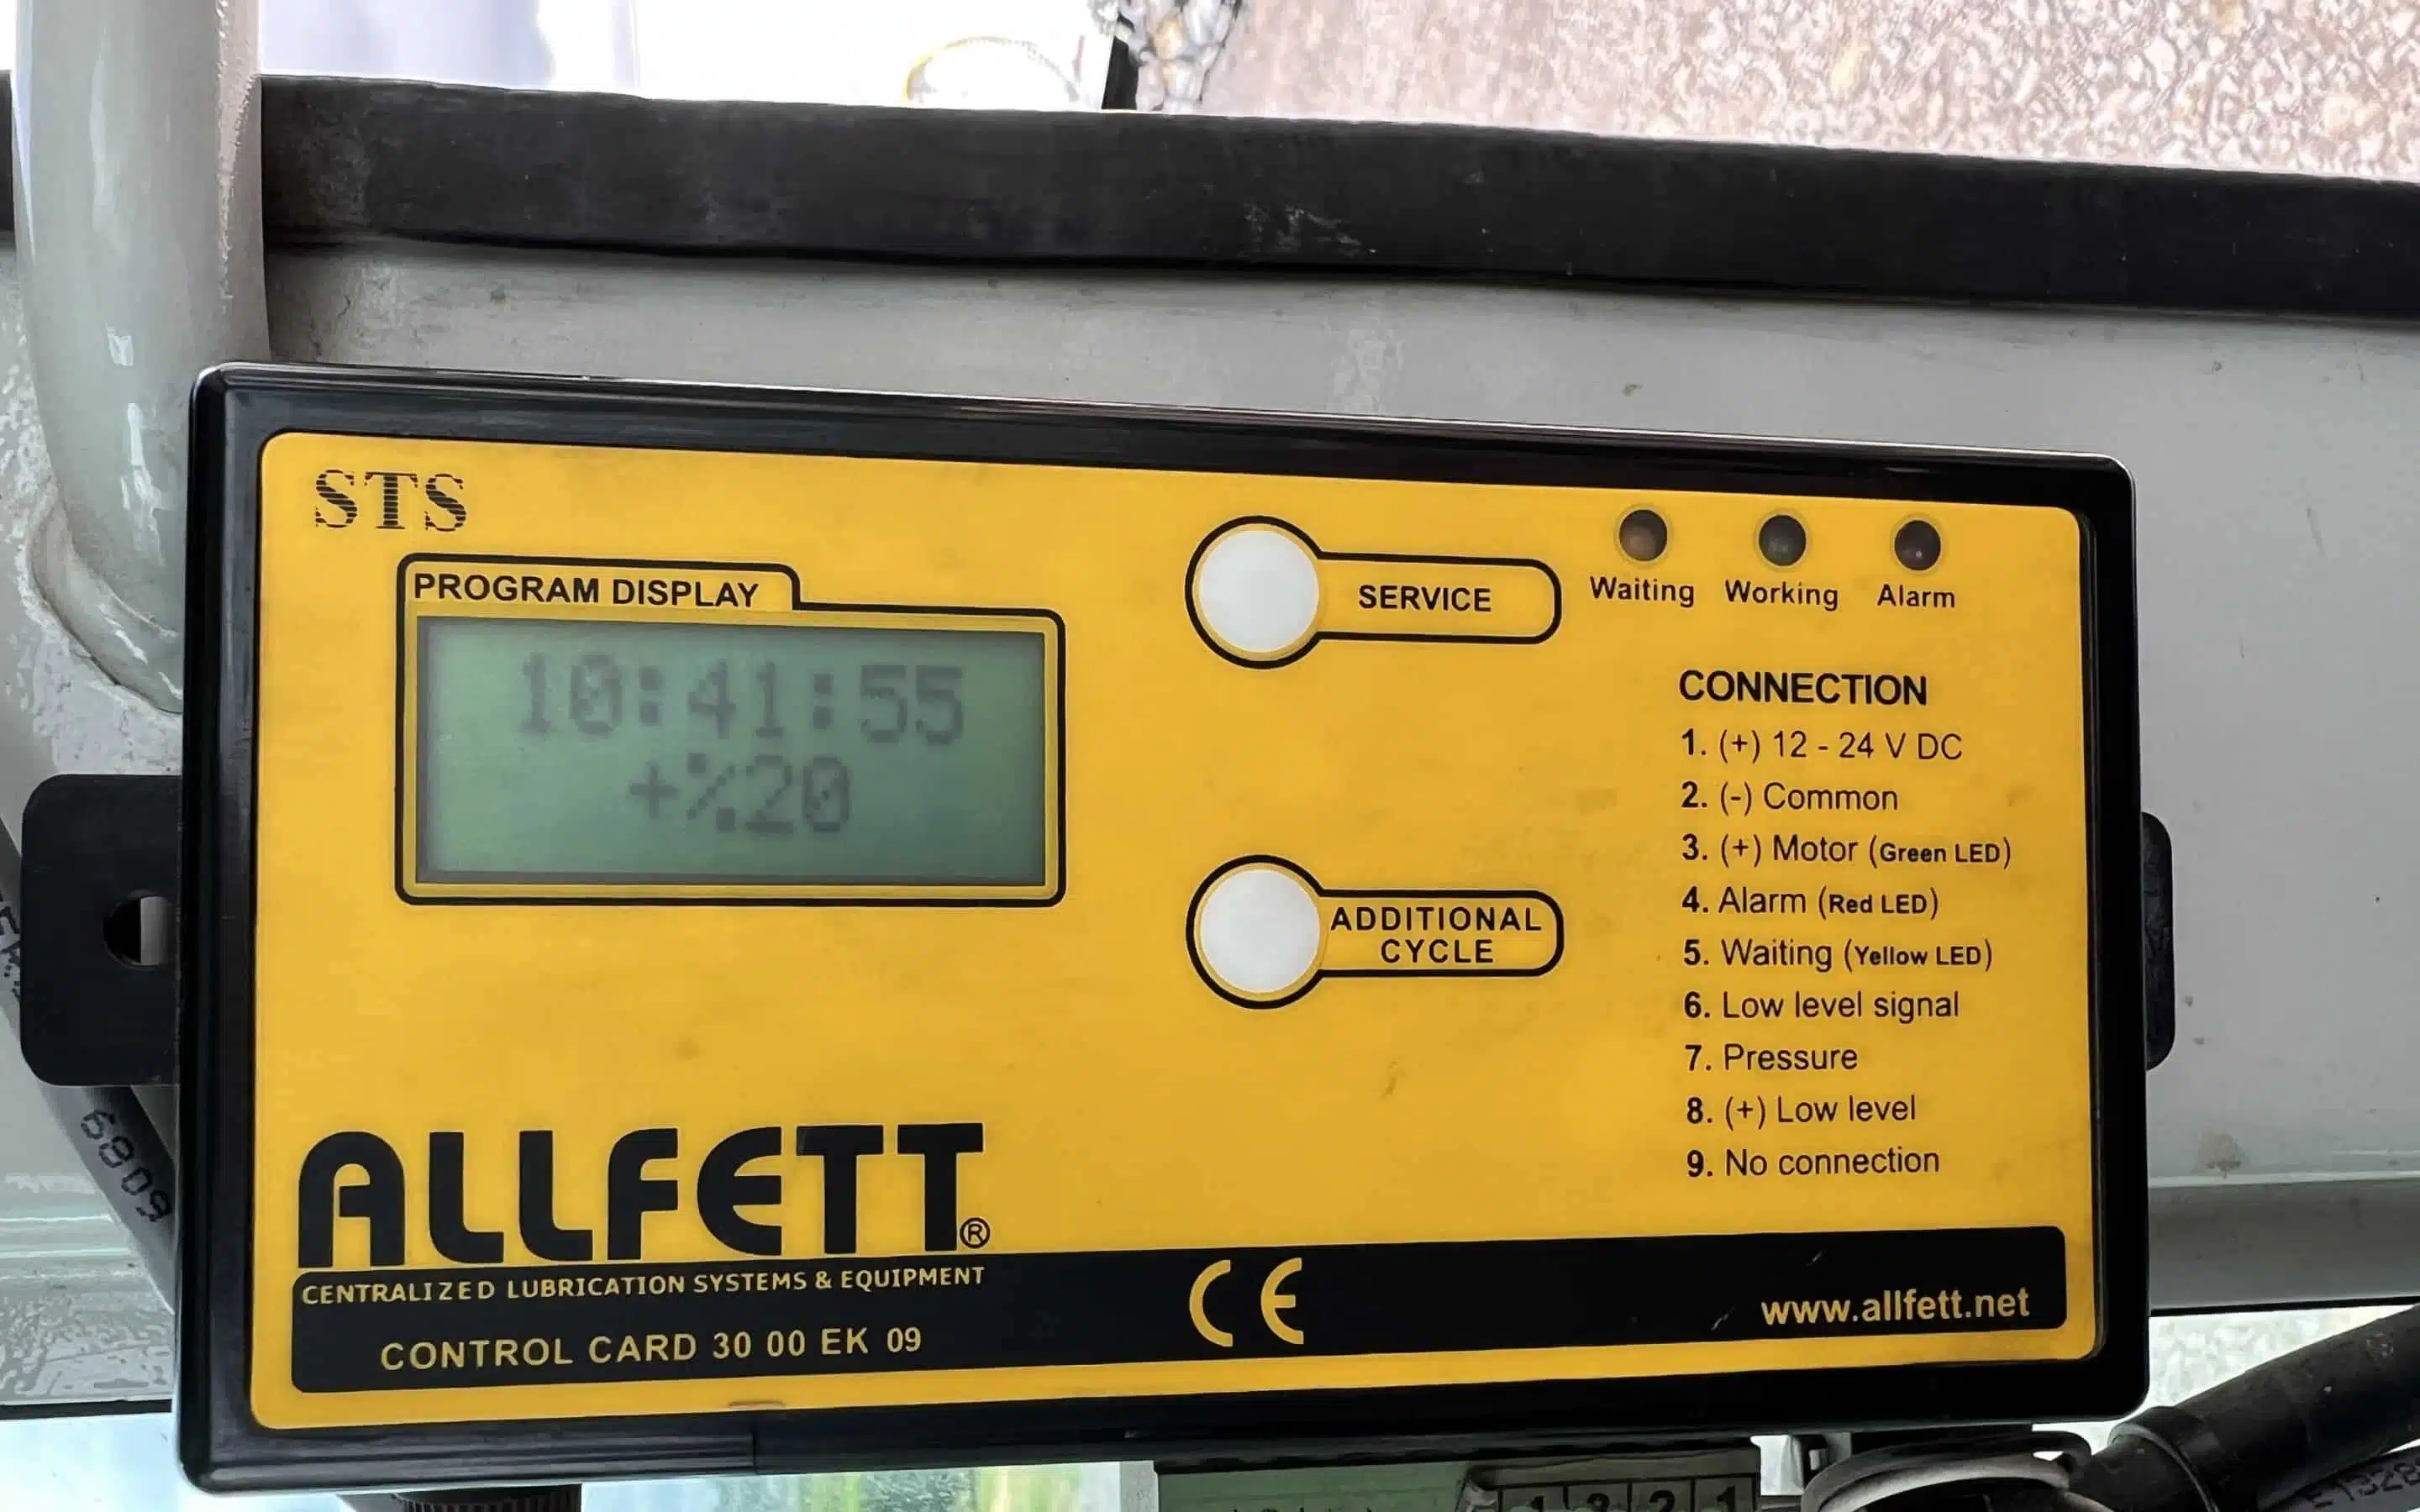 STS
PROGRAM DISPLAY
10:41:55
+%20
SERVICE
ADDITIONAL
CYCLE
Waiting Working Alarm
CONNECTION
1. (+) 12 - 24 V DC
2. (-) Common
3. (+) Motor (Green LED)
4. Alarm (Red LED)
5. Waiting (Yellow LED)
6. Low level signal
7. Pressure
8. (+) Low level
9. No connection
ALLFETT®
CENTRALIZED LUBRICATION SYSTEMS & EQUIPMENT
CONTROL CARD 30 00 EK 09
CE
www.allfett.net
6809